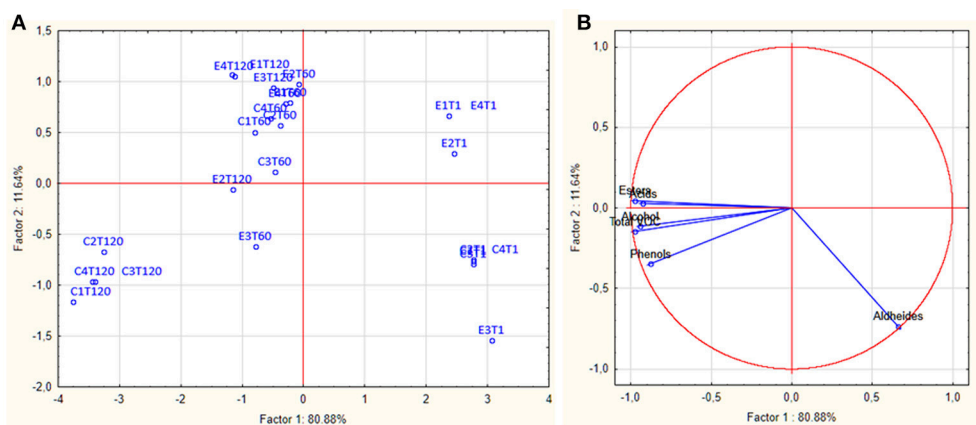 A
1,5
1,0
0,5
0,0
-0,5
-1,0
-1,5
-2,0
-4
-3
-2
-1
0
1
2
3
4
Factor 2: 11.64%
Factor 1: 80.88%
E4T120
E1T120
E3T120
E2T60
C4T60
C1T60
C3T60
E2T120
E3T60
C2T120
C4T120
C3T120
C1T120
E1T1
E4T1
E2T1
C4T1
E3T1
B
1,0
0,5
0,0
-0,5
-1,0
-1,0
-0,5
0,0
0,5
1,0
Factor 2 : 11.64%
Factor 1 : 80.88%
Esters
Acids
Alcohol
Total VOC
Phenols
Aldheides